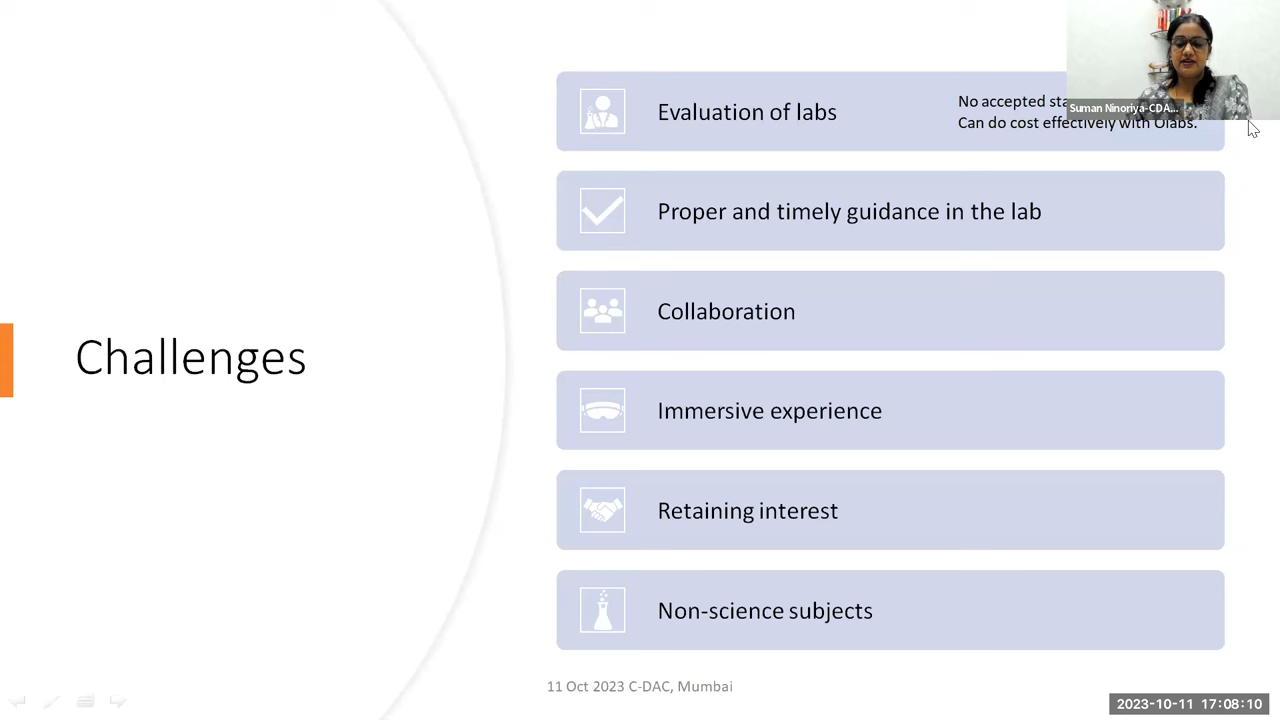 Evaluation of labs
No accepted
Can do cost effectively with Olabs.
Suman Ninoriya-CDA...
Proper and timely guidance in the lab
Collaboration
Challenges
Immersive experience
Retaining interest
Non-science subjects
11 Oct 2023 C-DAC, Mumbai
2023-10-11 17:08:10